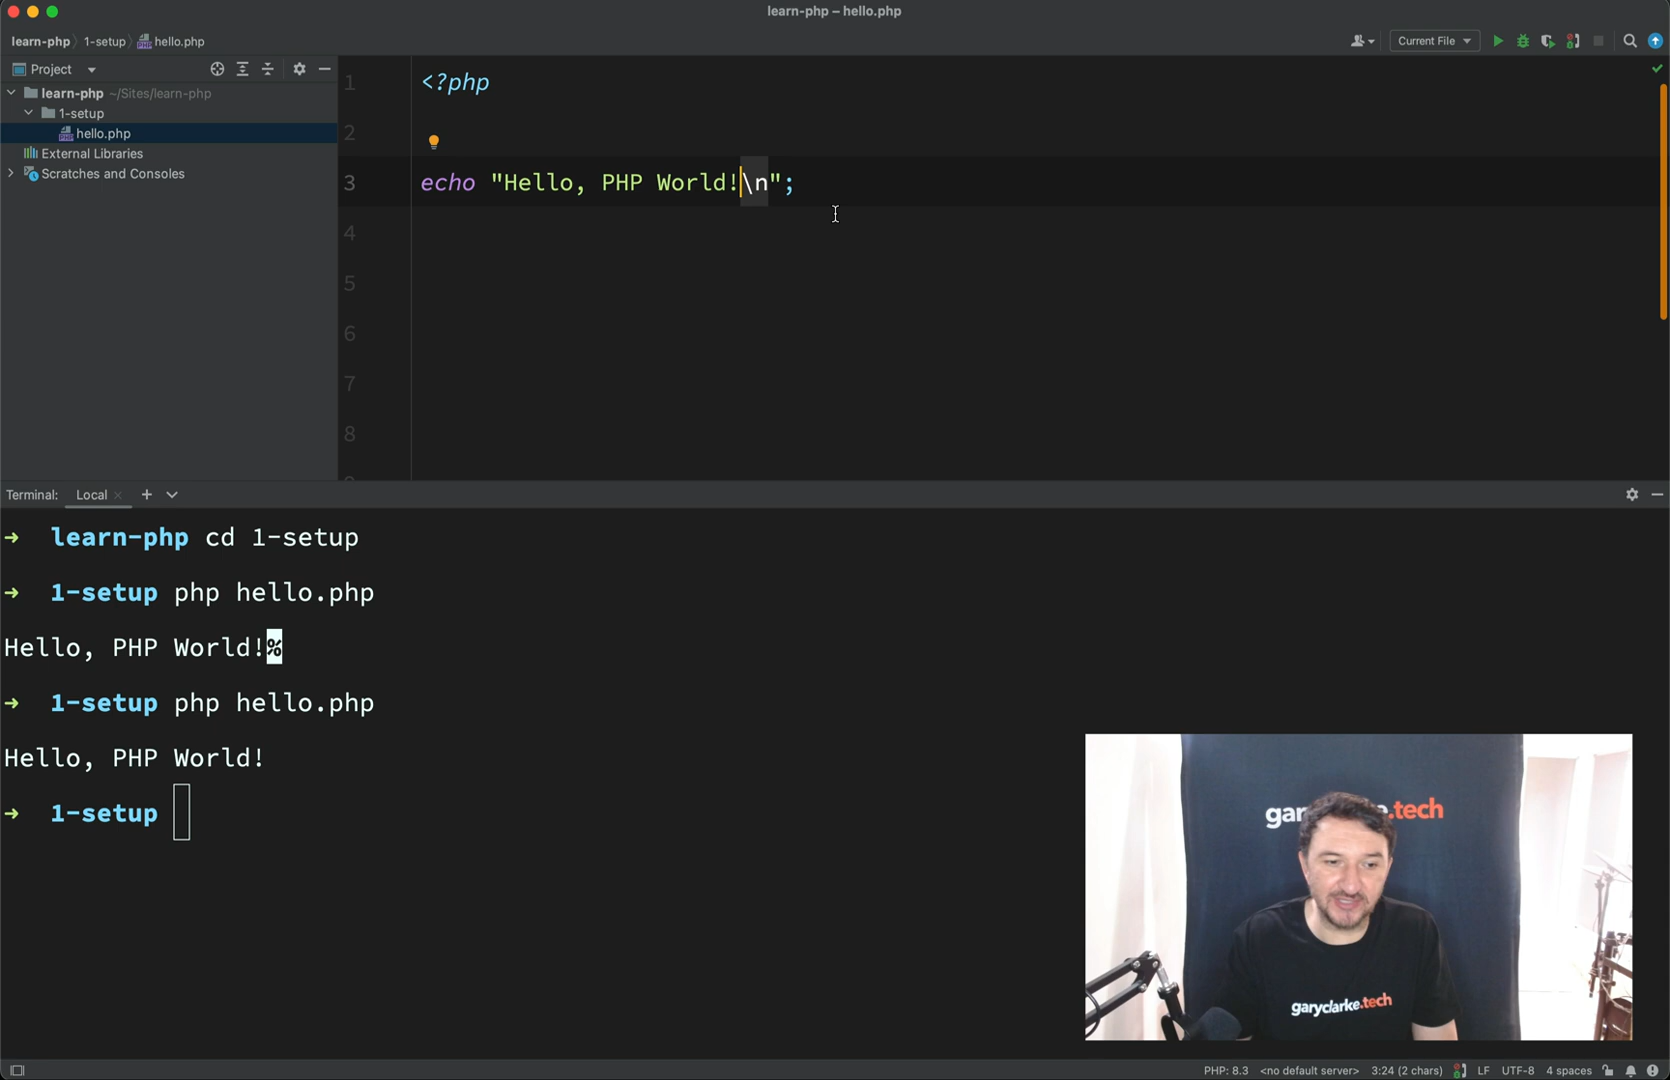 learn-php – hello.php
learn-php 1-setup hello.php
Current File
Project
learn-php ~/Sites/learn-php
1-setup
hello.php
External Libraries
Scratches and Consoles
1 <?php
2
3 echo "Hello, PHP World!\n";
4
5
6
7
8
Terminal: Local × +
➜ learn-php cd 1-setup
➜ 1-setup php hello.php
Hello, PHP World!%
➜ 1-setup php hello.php
Hello, PHP World!
➜ 1-setup
.tech
garyclarke.tech
PHP: 8.3 <no default server> 3:24 (2 chars) LF UTF-8 4 spaces